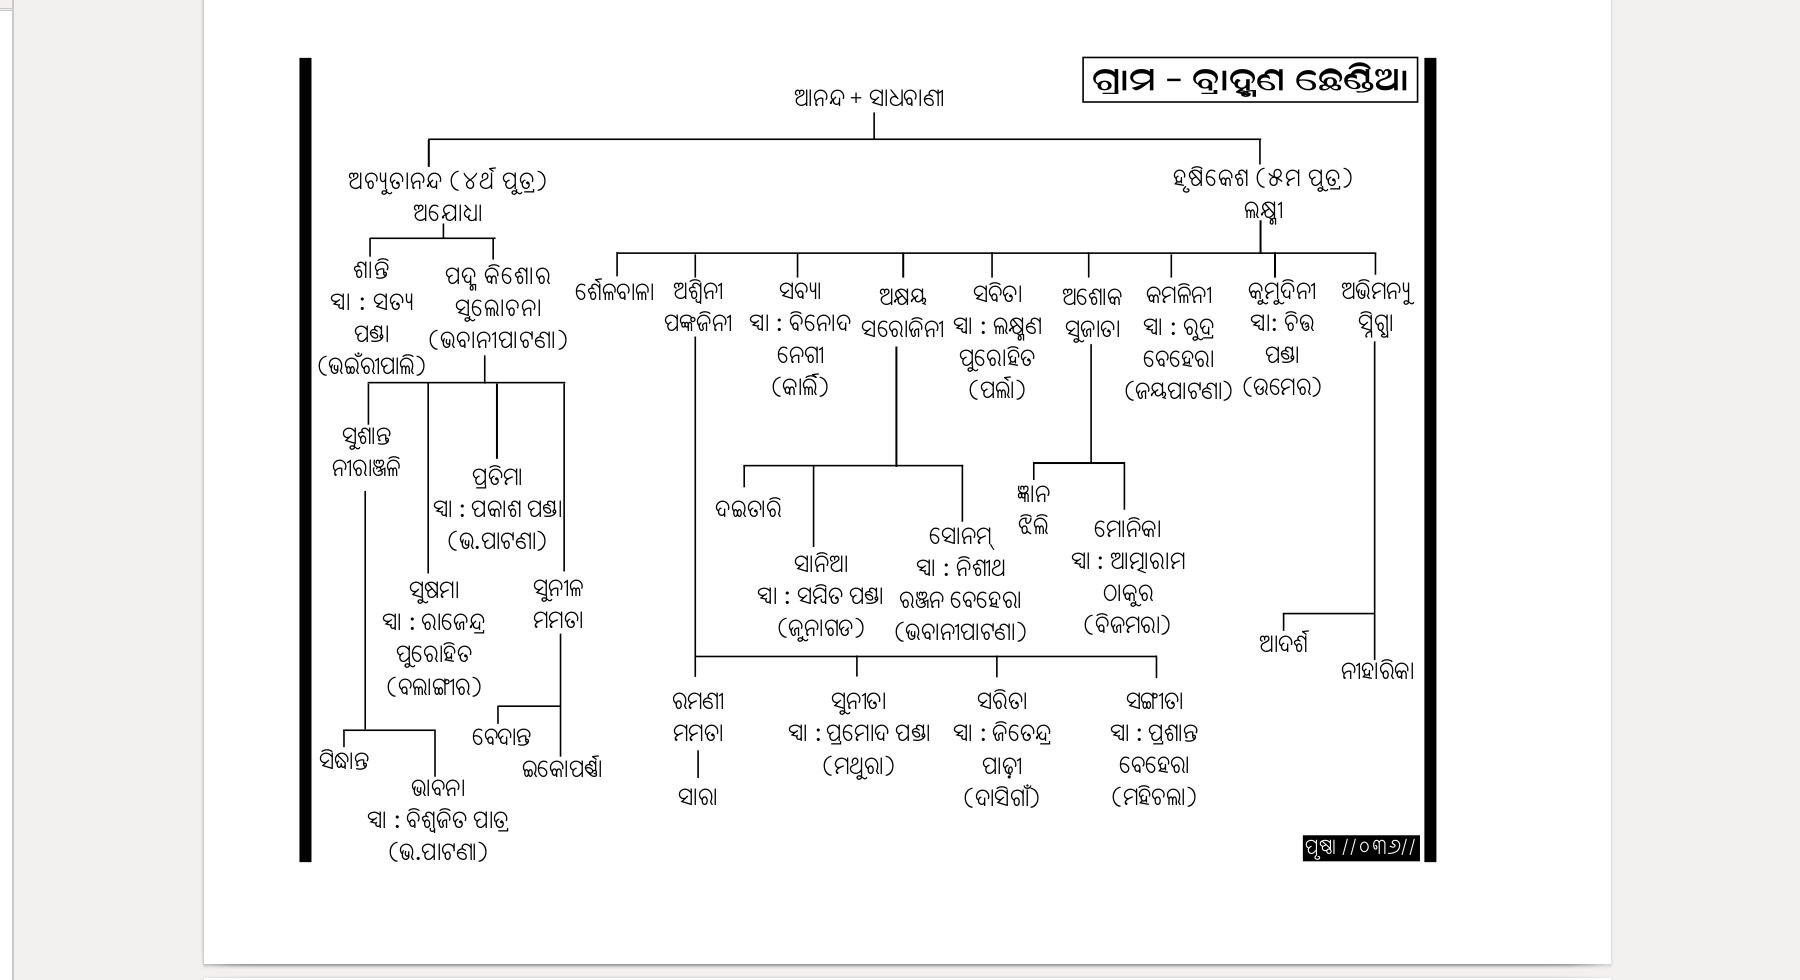 ଗ୍ରାମ - ବ୍ରାହ୍ମଣ ଛେଣ୍ଡିଆ
ଆନନ୍ଦ + ସାଧବାଣୀ
ଅଚ୍ୟୁତାନନ୍ଦ (୪ର୍ଥ ପୁତ୍ର)
ଅଯୋଧ୍ୟା
ହୃଷିକେଶ (୫ମ ପୁତ୍ର)
ଲକ୍ଷ୍ମୀ
ଶାନ୍ତି
ସ୍ୱା : ସତ୍ୟ
ପଣ୍ଡା
(ଭଇଁରୀପାଲି)
ପଦ୍ମ କିଶୋର
ସୁଲୋଚନା
(ଭବାନୀପାଟଣା)
ର୍ଶେଳବାଳା
ଅଶ୍ୱିନୀ
ପଙ୍କଜିନୀ
ସବ୍ୟା
ସ୍ୱା : ବିନୋଦ
ନେଗୀ
(କାର୍ଲି)
ଅକ୍ଷୟ
ସରୋଜିନୀ
ସବିତା
ସ୍ୱା : ଲକ୍ଷ୍ମଣ
ପୁରୋହିତ
(ପର୍ଲା)
ଅଶୋକ
ସୁଜାତା
କମଳିନୀ
ସ୍ୱା : ରୁଦ୍ର
ବେହେରା
(ଜୟପାଟଣା)
କୁମୁଦିନୀ
ସ୍ୱା: ଚିଉ
ପଣ୍ଡା
(ଉମେର)
ଅଭିମନ୍ୟୁ
ସ୍ନିଗ୍ଧା
ସୁଶାନ୍ତ
ନୀରାଞ୍ଜଳି
ପ୍ରତିମା
ସ୍ୱା : ପକାଶ ପଣ୍ଡା
(ଭ.ପାଟଣା)
ସୁଷମା
ସ୍ୱା : ରାଜେନ୍ଦ୍ର
ପୁରୋହିତ
(ବଲାଙ୍ଗୀର)
ସୁନୀଳ
ମମତା
ଦଇତାରି
ସାନିଆ
ସ୍ୱା : ସମ୍ବିତ ପଣ୍ଡା
(ଜୁନାଗଡ)
ସୋନମ୍
ସ୍ୱା : ନିଶୀଥ
ରଞ୍ଜନ ବେହେରା
(ଭବାନୀପାଟଣା)
ଜ୍ଞାନ
ଝିଲି
ମୋନିକା
ସ୍ୱା : ଆତ୍ମାରାମ
ଠାକୁର
(ବିଜମରା)
ଆଦର୍ଶ
ନୀହାରିକା
ସିଦ୍ଧାନ୍ତ
ଭାବନା
ସ୍ୱା : ବିଶ୍ୱଜିତ ପାତ୍ର
(ଭ.ପାଟଣା)
ବେଦାନ୍ତ
ଇକୋପର୍ଣ୍ଣା
ରମଣୀ
ମମତା
ସାରା
ସୁନୀତା
ସ୍ୱା : ପ୍ରମୋଦ ପଣ୍ଡା
(ମଥୁରା)
ସରିତା
ସ୍ୱା : ଜିତେନ୍ଦ୍ର
ପାଢ଼ୀ
(ଦାସିଗାଁ)
ସଙ୍ଗୀତା
ସ୍ୱା : ପ୍ରଶାନ୍ତ
ବେହେରା
(ମହିଚଲା)
ପୃଷ୍ଠା //୦୩୬//